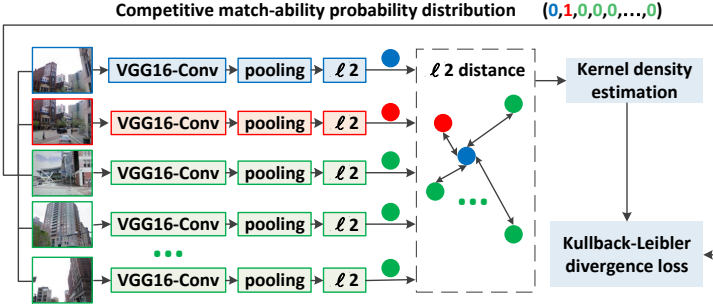 Competitive match-ability probability distribution (0,1,0,0,0,...,0)
VGG16-Conv pooling ℓ 2
VGG16-Conv pooling ℓ 2
VGG16-Conv pooling ℓ 2
VGG16-Conv pooling ℓ 2
VGG16-Conv pooling ℓ 2
ℓ 2 distance
Kernel density
estimation
Kullback-Leibler
divergence loss